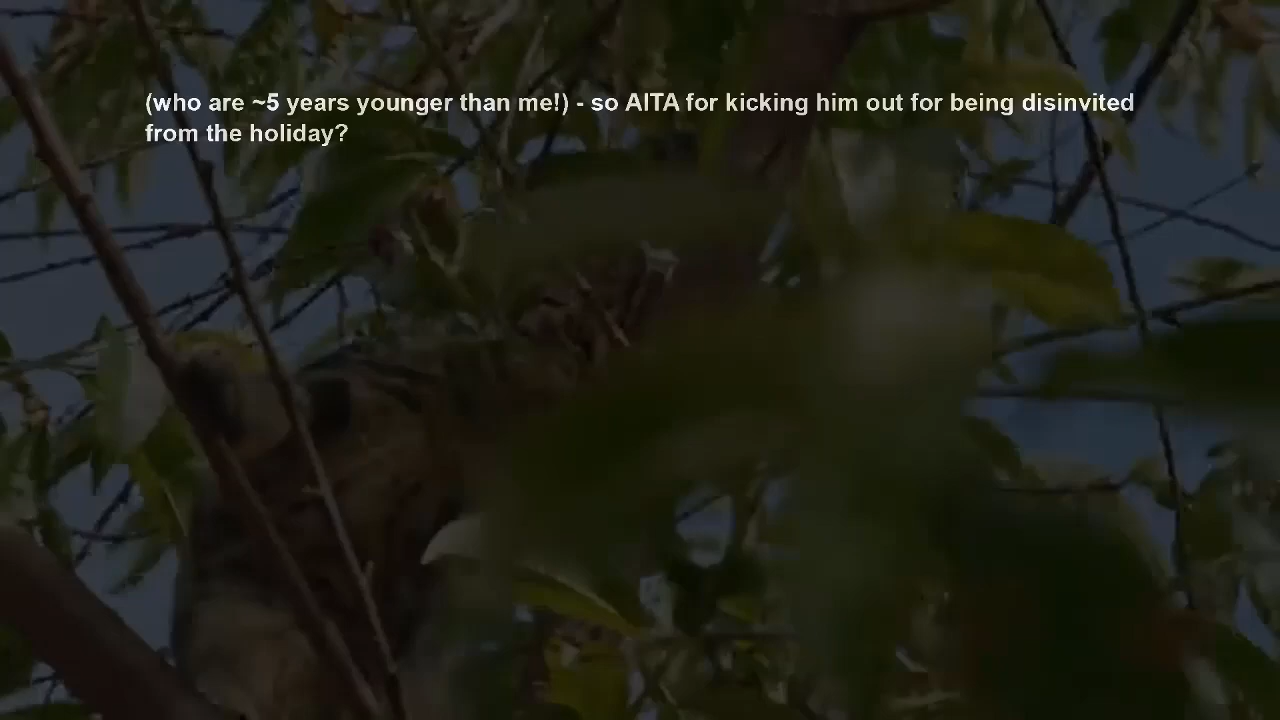 (who are ~5 years younger than me!) - so AITA for kicking him out for being disinvited
from the holiday?